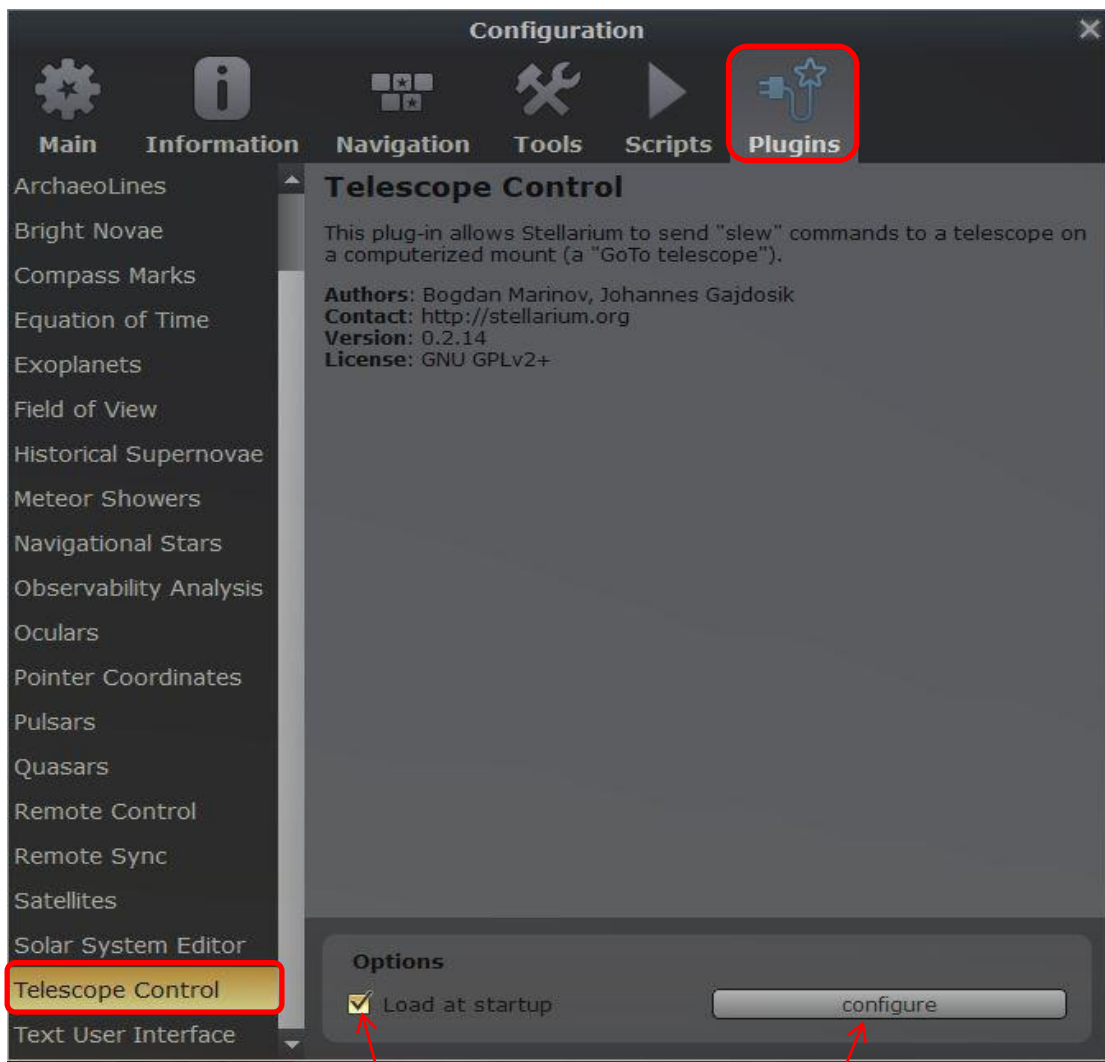 Configuration
Main Information Navigation Tools Scripts Plugins
ArchaeoLines
Bright Novae
Compass Marks
Equation of Time
Exoplanets
Field of View
Historical Supernovae
Meteor Showers
Navigational Stars
Observability Analysis
Oculars
Pointer Coordinates
Pulsars
Quasars
Remote Control
Remote Sync
Satellites
Solar System Editor
Telescope Control
Text User Interface
Telescope Control
This plug-in allows Stellarium to send "slew" commands to a telescope on
a computerized mount (a "GoTo telescope").
Authors: Bogdan Marinov, Johannes Gajdosik
Contact: http://stellarium.org
Version: 0.2.14
License: GNU GPLv2+
Options
Load at startup
configure